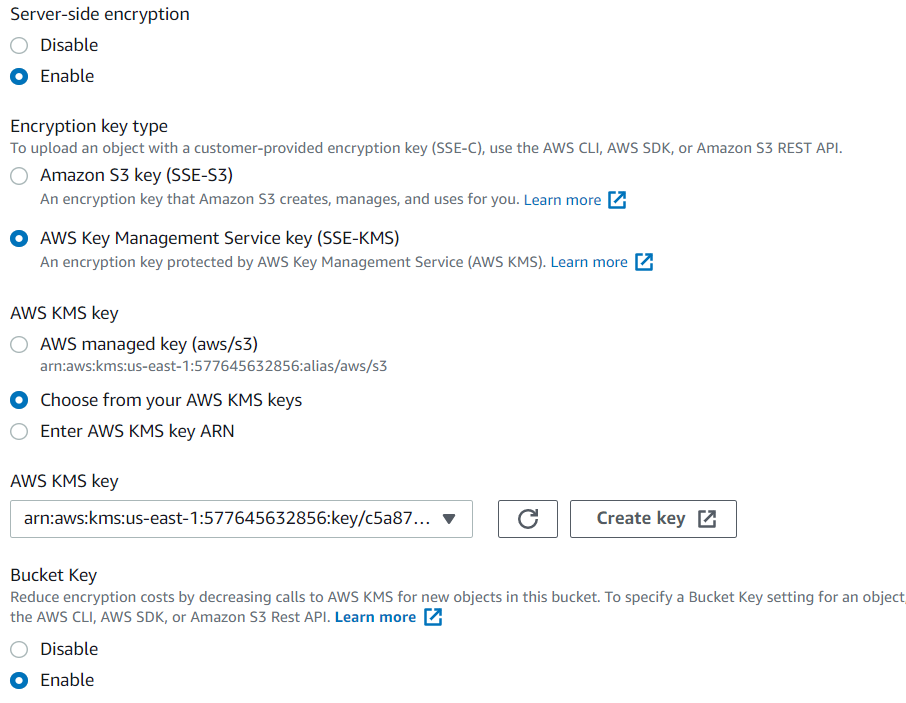 Server-side encryption
Disable
Enable
Encryption key type
To upload an object with a customer-provided encryption key (SSE-C), use the AWS CLI, AWS SDK, or Amazon S3 REST API.
Amazon S3 key (SSE-S3)
An encryption key that Amazon S3 creates, manages, and uses for you. Learn more
AWS Key Management Service key (SSE-KMS)
An encryption key protected by AWS Key Management Service (AWS KMS). Learn more
AWS KMS key
AWS managed key (aws/s3)
arn:aws:kms:us-east-1:577645632856:alias/aws/s3
Choose from your AWS KMS keys
Enter AWS KMS key ARN
AWS KMS key
arn:aws:kms:us-east-1:577645632856:key/c5a87...
Create key
Bucket Key
Reduce encryption costs by decreasing calls to AWS KMS for new objects in this bucket. To specify a Bucket Key setting for an object,
the AWS CLI, AWS SDK, or Amazon S3 Rest API. Learn more
Disable
Enable